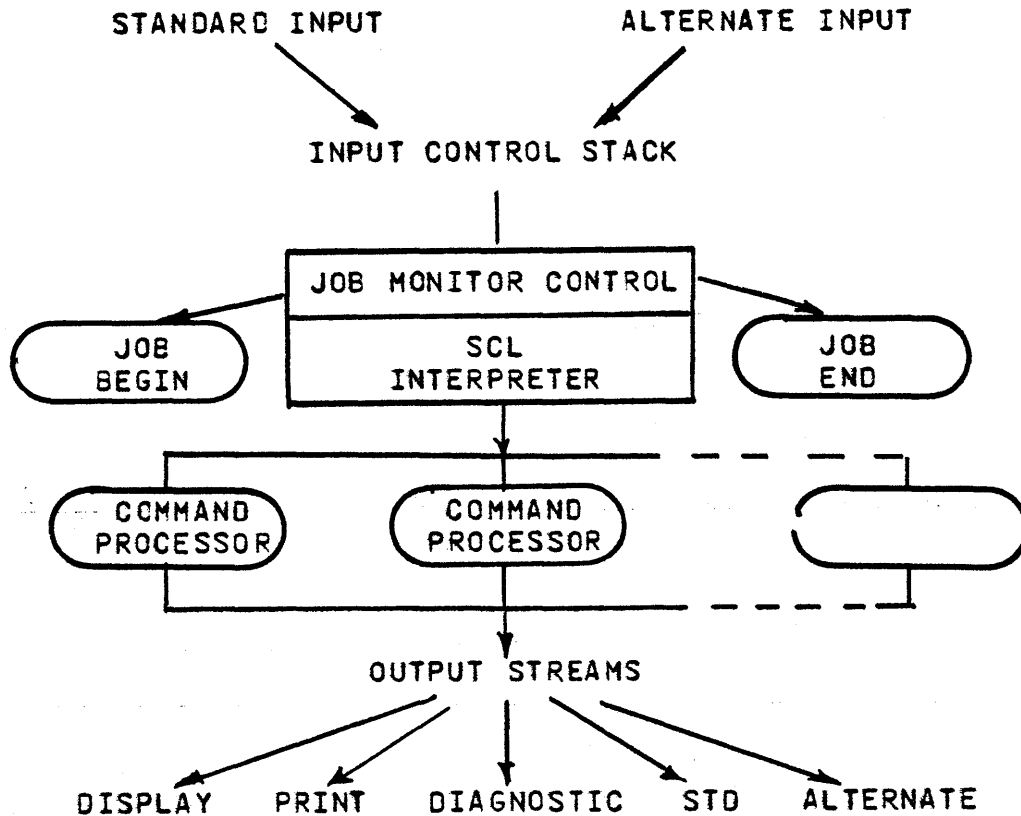 STANDARD INPUT
ALTERNATE INPUT
INPUT CONTROL STACK
JOB MONITOR CONTROL
JOB
BEGIN
SCL
INTERPRETER
JOB
END
COMMAND
PROCESSOR
COMMAND
PROCESSOR
OUTPUT STREAMS
DISPLAY
PRINT
DIAGNOSTIC
STD
ALTERNATE